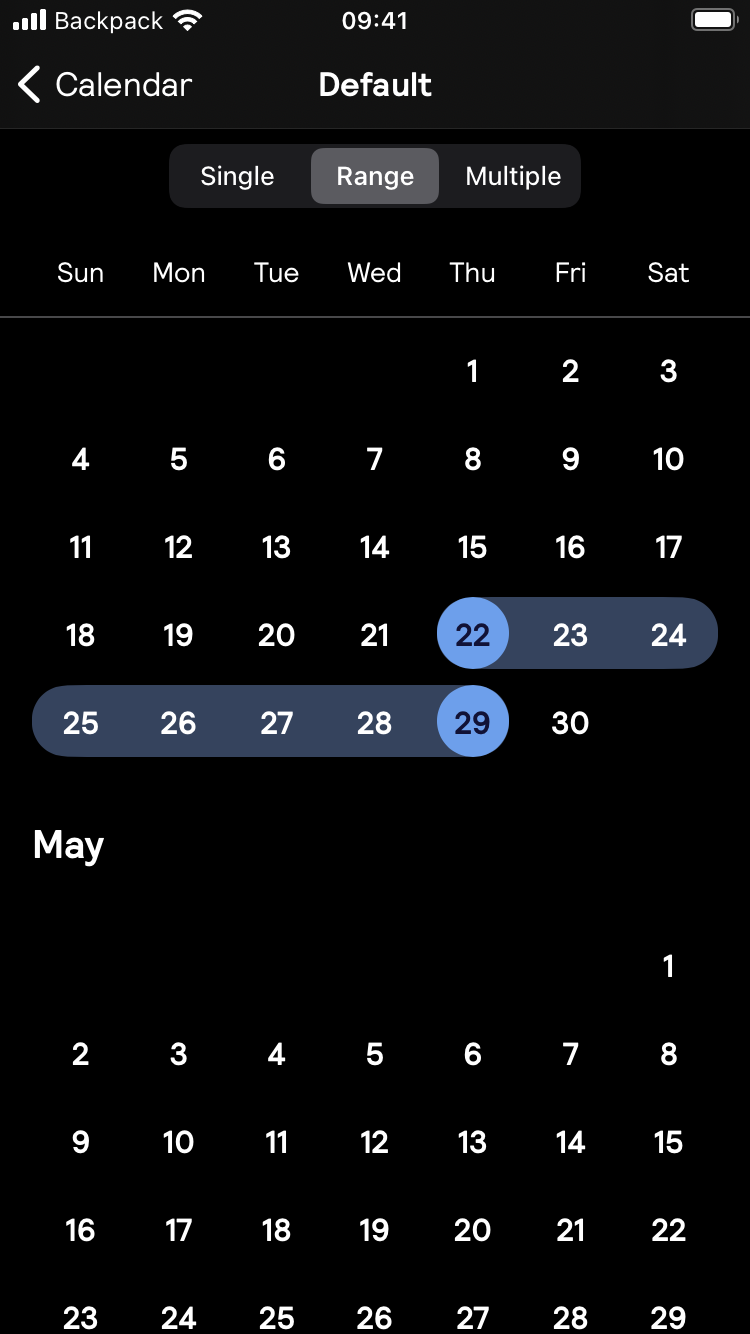 Backpack 09:41
Calendar Default
Single Range Multiple
Sun Mon Tue Wed Thu Fri Sat
1 2 3
4 5 6 7 8 9 10
11 12 13 14 15 16 17
18 19 20 21 22 23 24
25 26 27 28 29 30
May
1
2 3 4 5 6 7 8
9 10 11 12 13 14 15
16 17 18 19 20 21 22
23 24 25 26 27 28 29